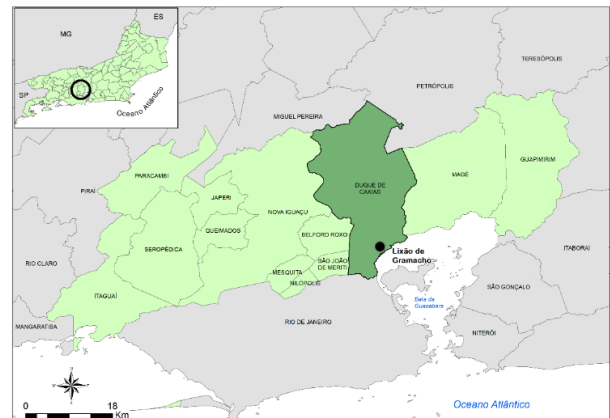 MG
ES
SP
Oceano Atlântico
TERESÓPOLIS
PETRÓPOLIS
MIGUEL PEREIRA
PARACAMBI
GUAPIMIRIM
DUQUE DE
CAXIAS
MAGÉ
PIRAÍ
JAPERI
NOVA IGUAÇU
QUEIMADOS
BELFORD ROXO
SEROPÉDICA
Lixão de
Gramacho
ITABORAÍ
SÃO JOÃO
DE MERITI
RIO CLARO
MESQUITA
NILÓPOLIS
SÃO GONÇALO
ITAGUAÍ
Baía de
Guanabara
RIO DE JANEIRO
MANGARATIBA
NITERÓI
0 18
Km
Oceano Atlântico